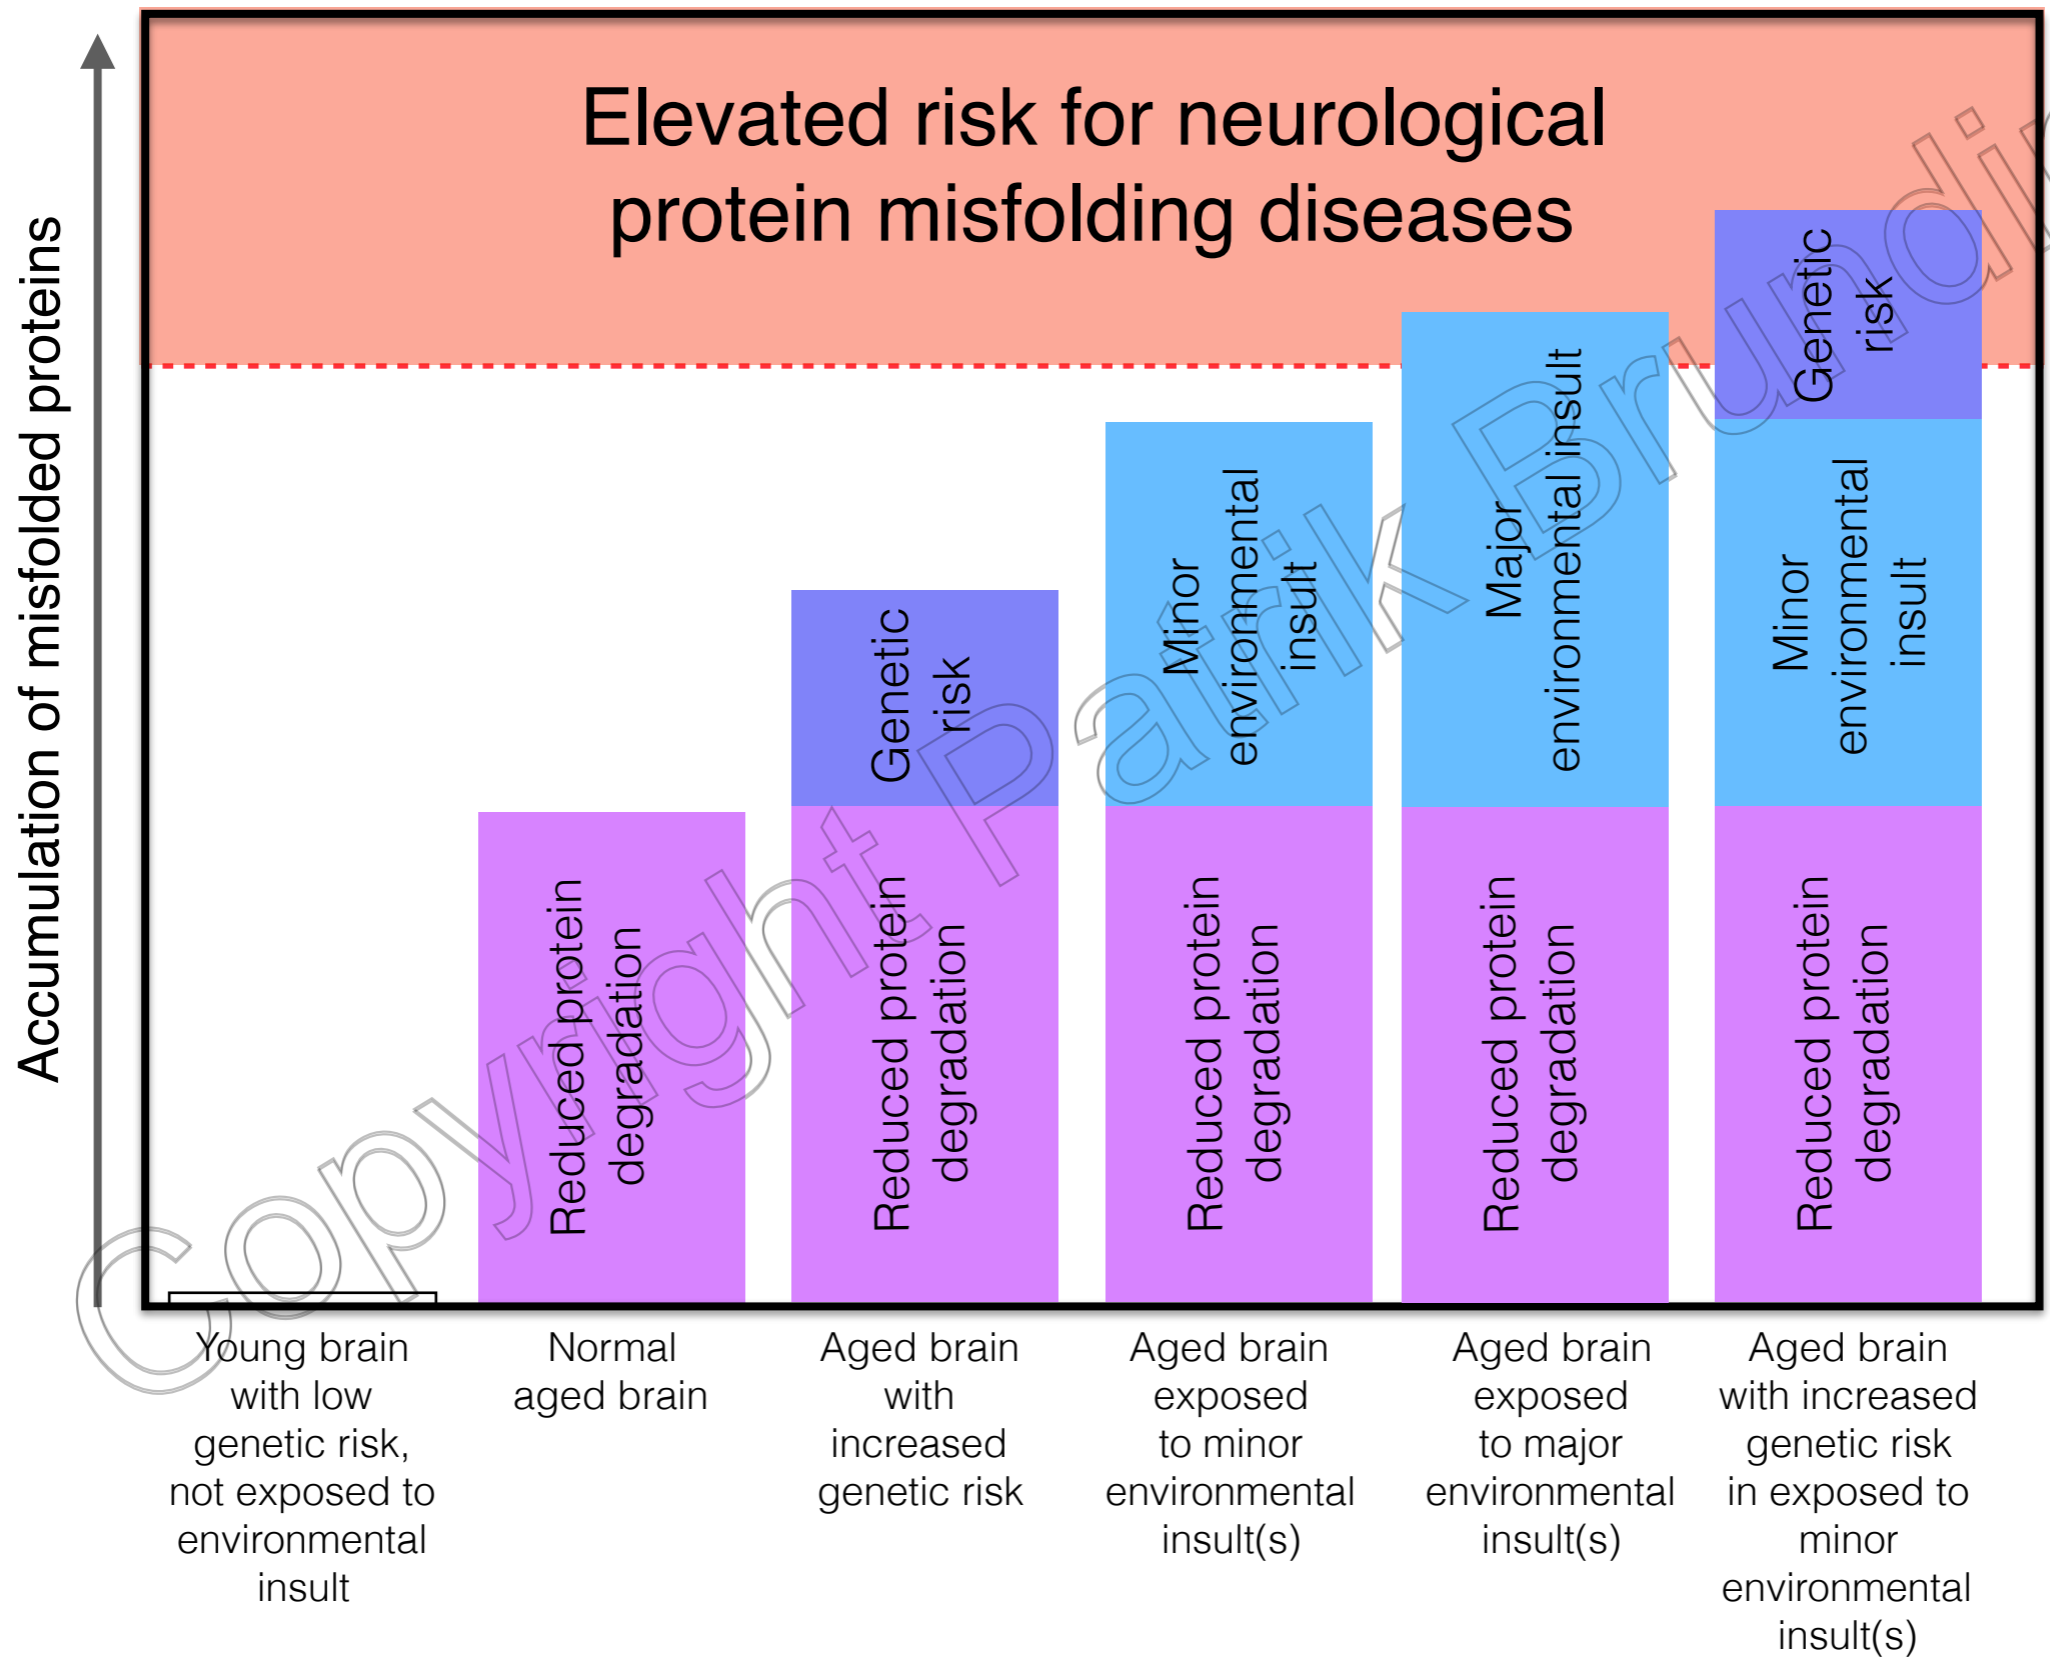 Elevated risk for neurological
protein misfolding diseases
Accumulation of misfolded proteins
Reduced protein
degradation
Genetic
risk
Reduced protein
degradation
Minor
environmental
insult
Reduced protein
degradation
Major
environmental insult
Reduced protein
degradation
Genetic
risk
Minor
environmental
insult
Reduced protein
degradation
Young brain
with low
genetic risk,
not exposed to
environmental
insult
Normal
aged brain
Aged brain
with
increased
genetic risk
Aged brain
exposed
to minor
environmental
insult(s)
Aged brain
exposed
to major
environmental
insult(s)
Aged brain
with increased
genetic risk
in exposed to
minor
environmental
insult(s)
Copyright Patrik